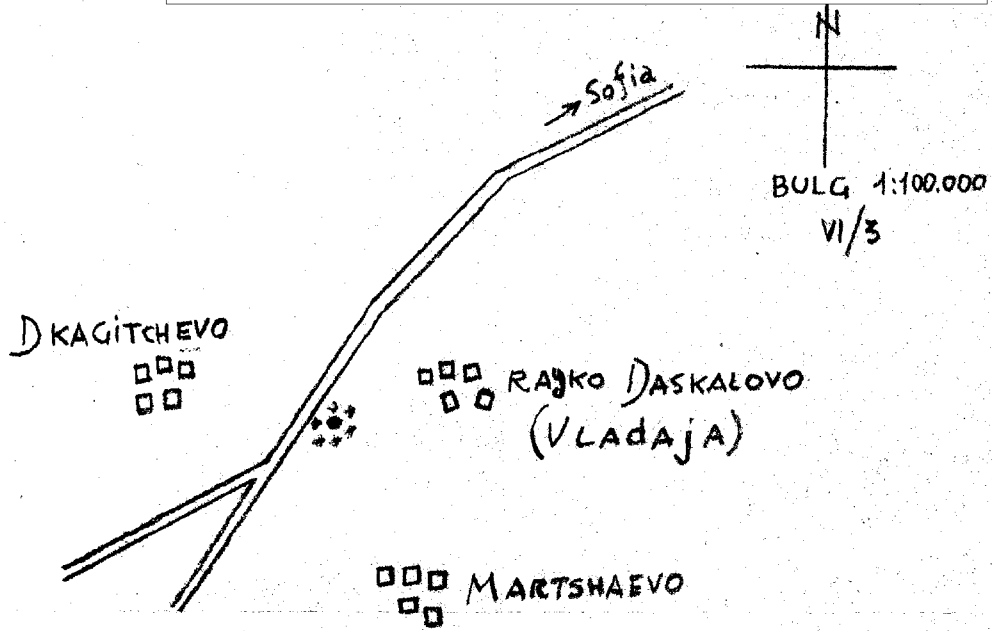 N
Sofia
BULG 1:100.000
VI/3
DKAGiTCHEVO
RAJKO DASKALOVO
(VLAdAjA)
MARTSHAEVO